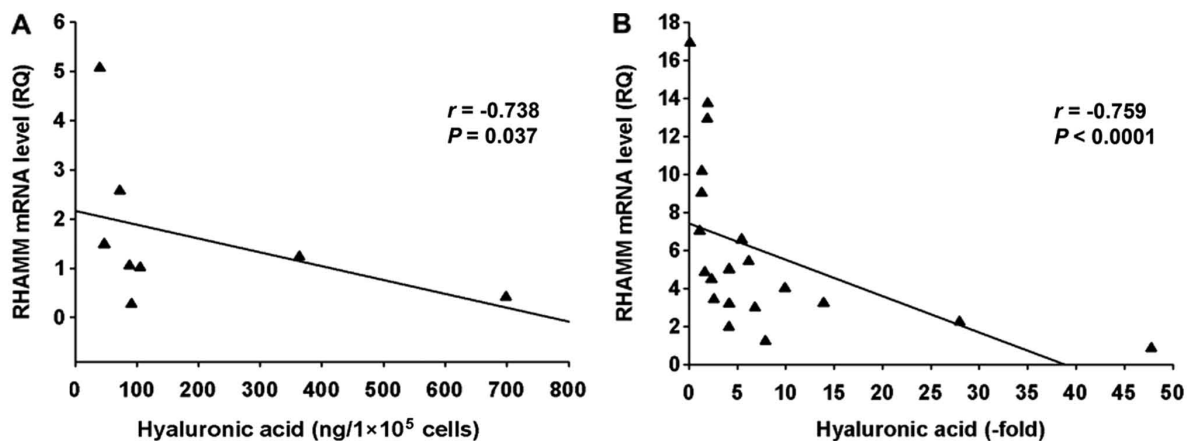 A
RHAMM mRNA level (RQ)
6
5
4
3
2
1
0
r = -0.738
P = 0.037
0 100 200 300 400 500 600 700 800
Hyaluronic acid (ng/1×10⁵ cells)
B
RHAMM mRNA level (RQ)
18
16
14
12
10
8
6
4
2
0
r = -0.759
P < 0.0001
0 5 10 15 20 25 30 35 40 45 50
Hyaluronic acid (-fold)